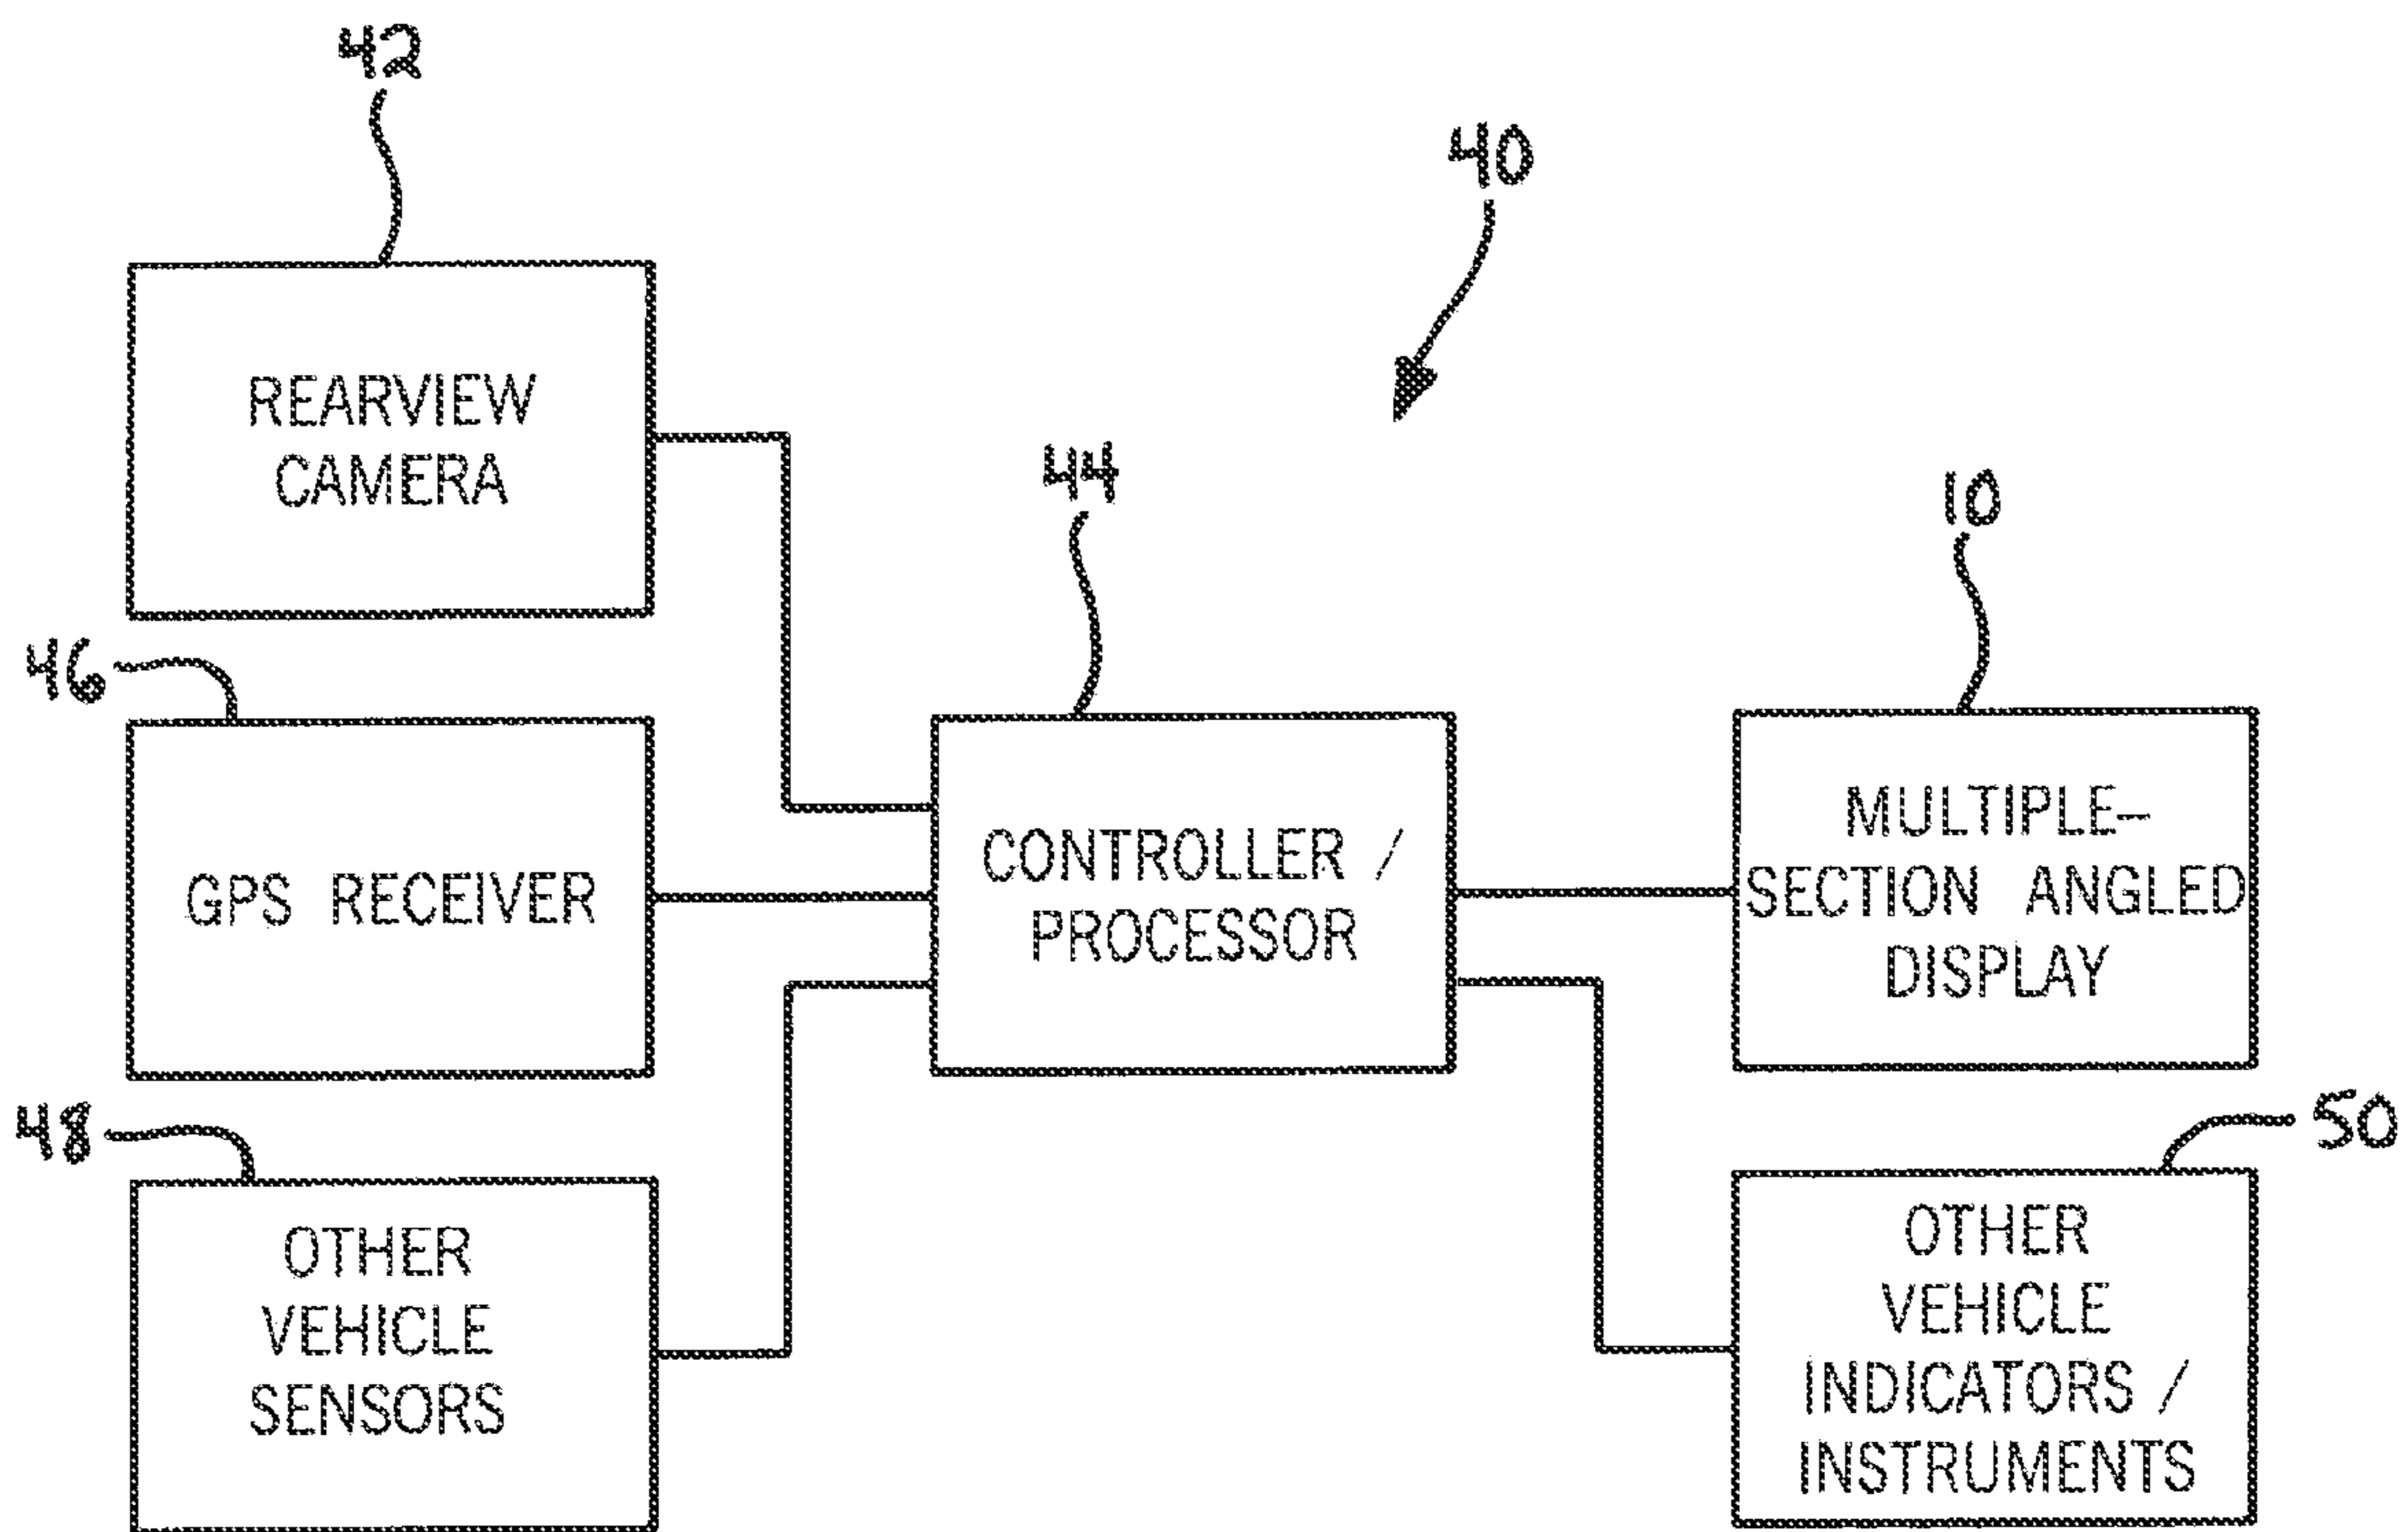 42
40
REARVIEW
CAMERA
44
10
46
GPS RECEIVER
CONTROLLER /
PROCESSOR
MULTIPLE-
SECTION ANGLED
DISPLAY
48
OTHER
VEHICLE
SENSORS
50
OTHER
VEHICLE
INDICATORS /
INSTRUMENTS